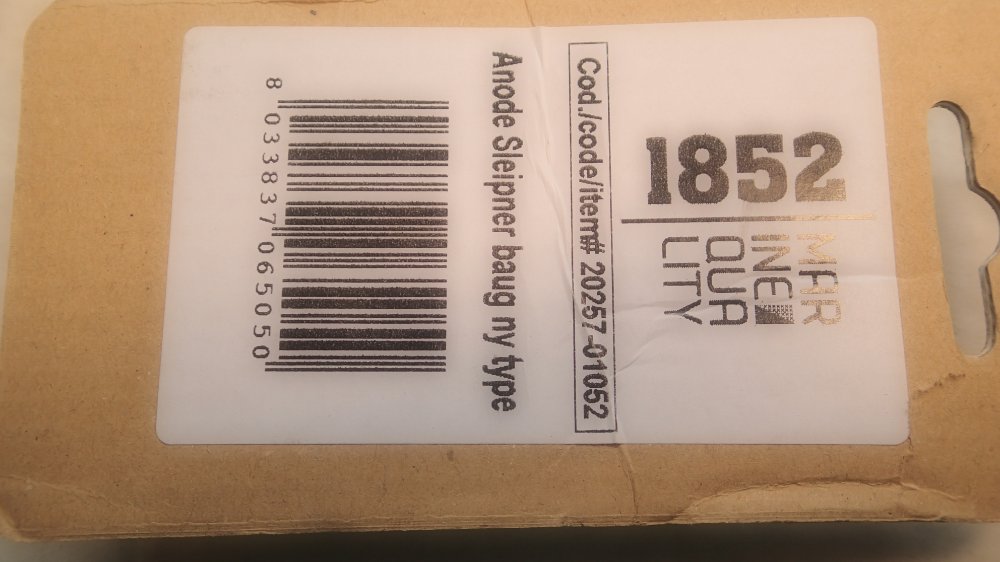 1852
MAR
INE
QUA
LITY
Cod./code/item# 20257-01052
Anode Sleipner baug ny type
8 033837 065050